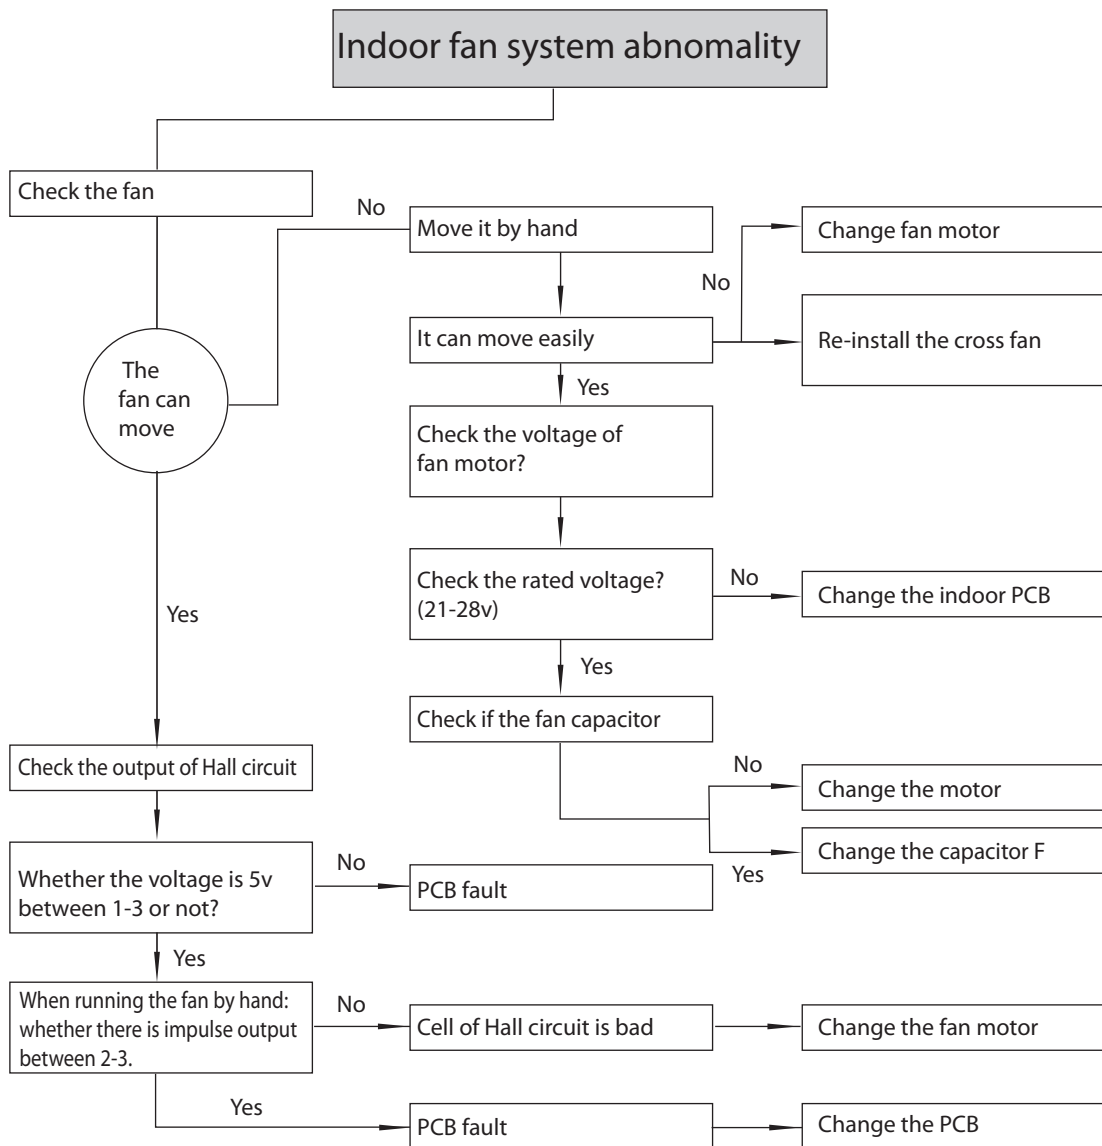 Indoor fan system abnomality
Check the fan
No
Move it by hand
Change fan motor
No
It can move easily
Re-install the cross fan
The
fan can
move
Yes
Check the voltage of
fan motor?
Check the rated voltage?
(21-28v)
No
Change the indoor PCB
Yes
Yes
Check if the fan capacitor
Check the output of Hall circuit
No
Change the motor
Yes
Change the capacitor F
Whether the voltage is 5v
between 1-3 or not?
No
PCB fault
Yes
When running the fan by hand:
whether there is impulse output
between 2-3.
No
Cell of Hall circuit is bad
Change the fan motor
Yes
PCB fault
Change the PCB